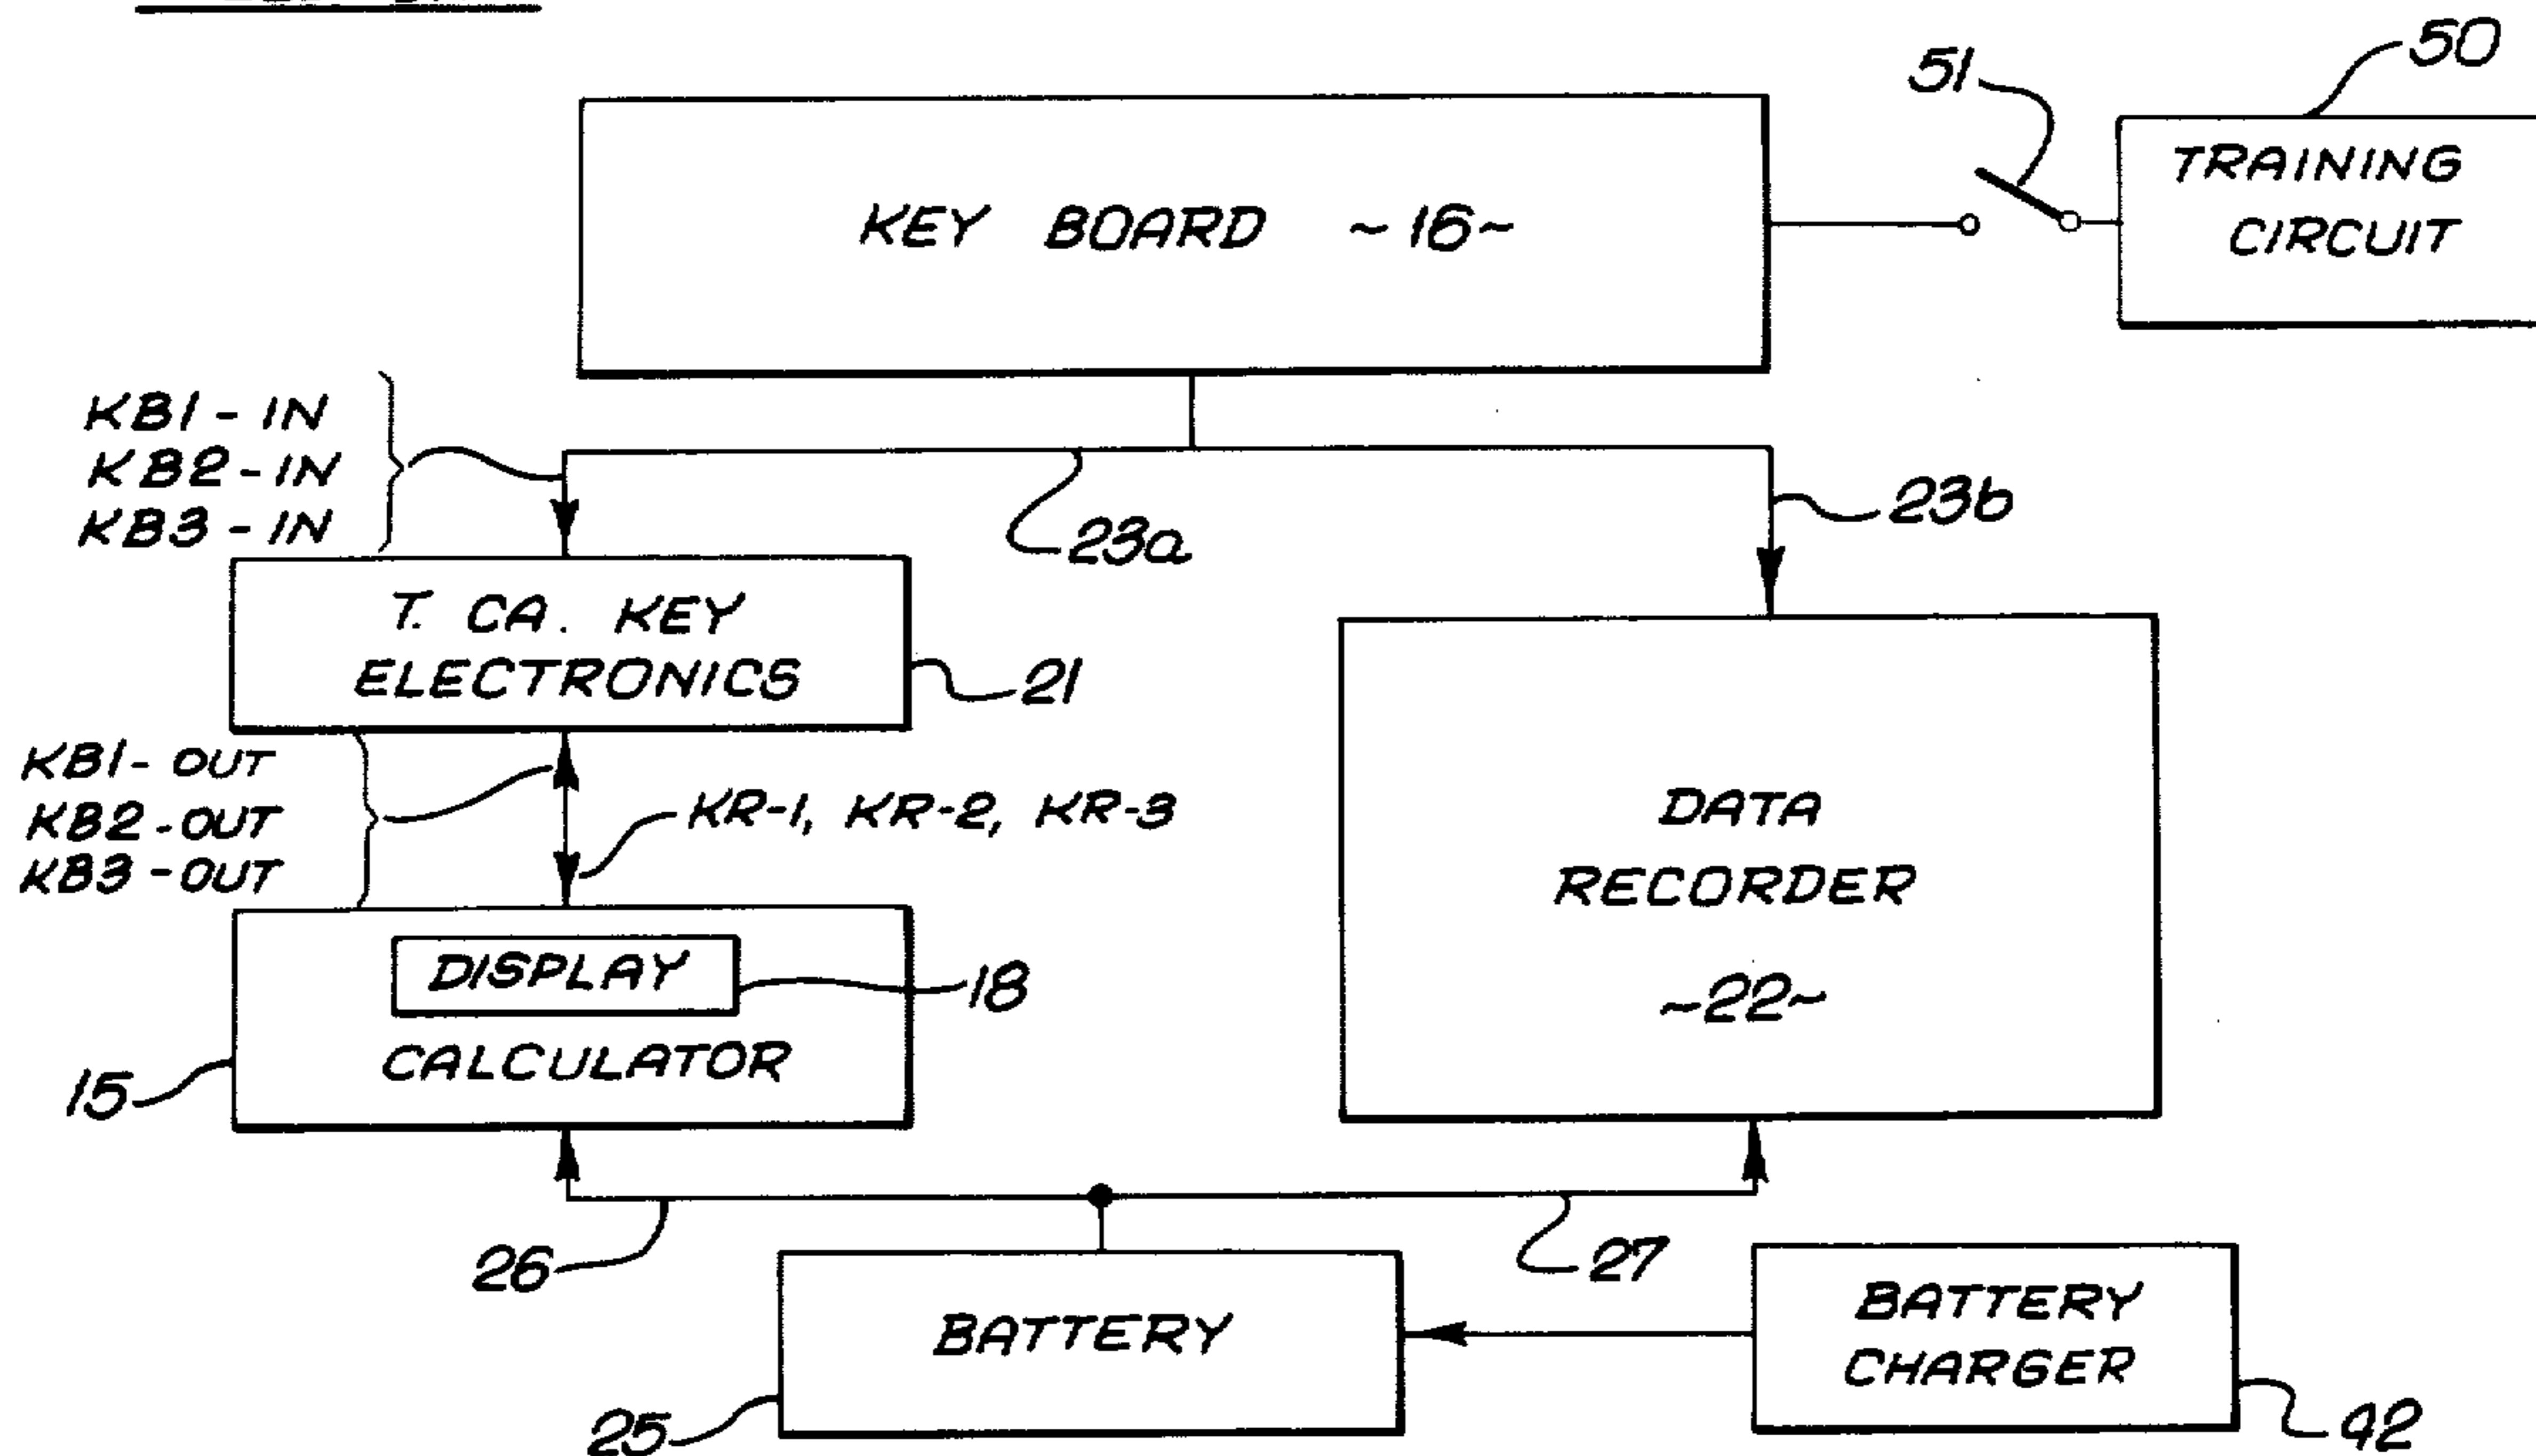 50
51
TRAINING
CIRCUIT
KEY BOARD ~16~
KB1-IN
KB2-IN
KB3-IN
23a
23b
T. CA. KEY
ELECTRONICS
21
KB1-OUT
KB2-OUT
KB3-OUT
KR-1, KR-2, KR-3
DATA
RECORDER
~22~
DISPLAY
18
CALCULATOR
15
26
27
BATTERY
25
BATTERY
CHARGER
42